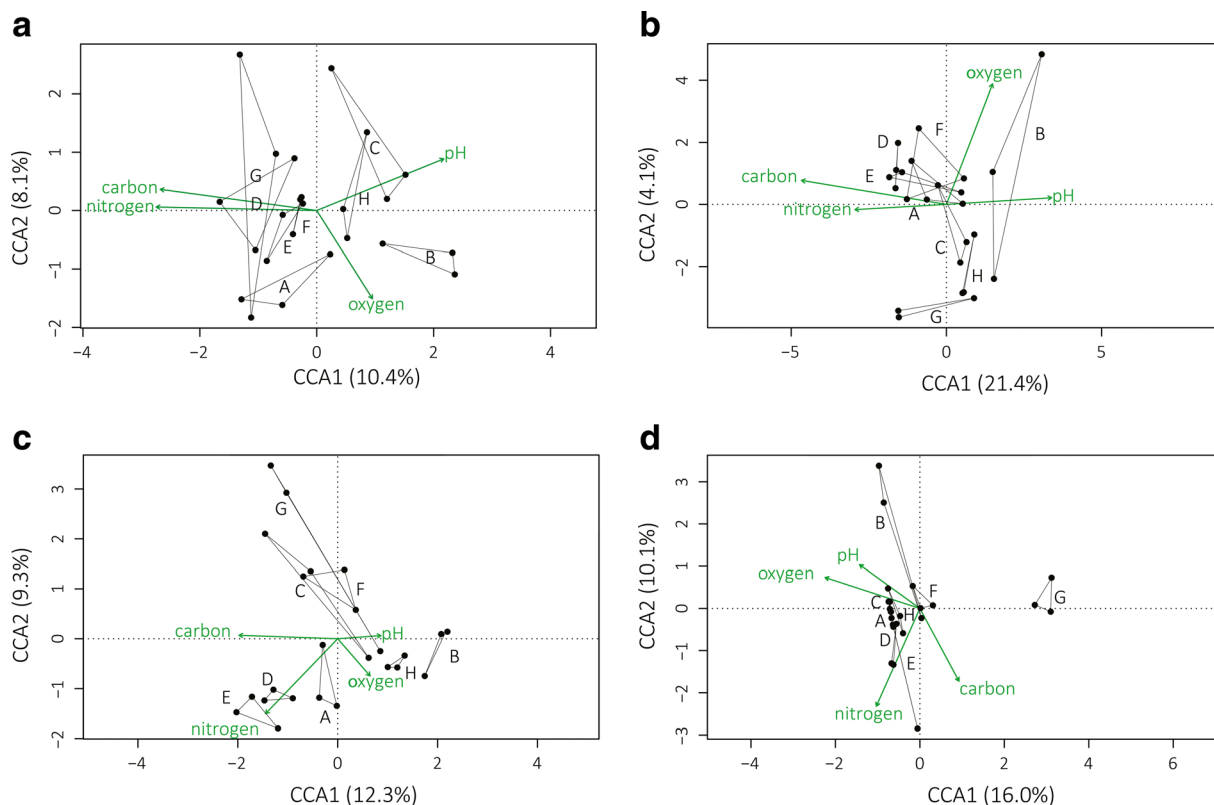 a
2
1
0
−1
−2
CCA2 (8.1%)
−4
−2
0
2
4
CCA1 (10.4%)
G
C
pH
carbon
nitrogen
D
H
F
E
B
A
oxygen
b
4
2
0
−2
CCA2 (4.1%)
−5
0
5
CCA1 (21.4%)
oxygen
D
F
B
carbon
E
pH
nitrogen
A
C
H
G
c
3
2
1
0
−1
−2
CCA2 (9.3%)
−4
−2
0
2
4
CCA1 (12.3%)
G
C
F
carbon
pH
B
H
oxygen
D
E
A
nitrogen
d
3
2
1
0
−1
−2
−3
CCA2 (10.1%)
−4
−2
0
2
4
6
CCA1 (16.0%)
B
pH
oxygen
F
G
C
A
H
D
E
carbon
nitrogen